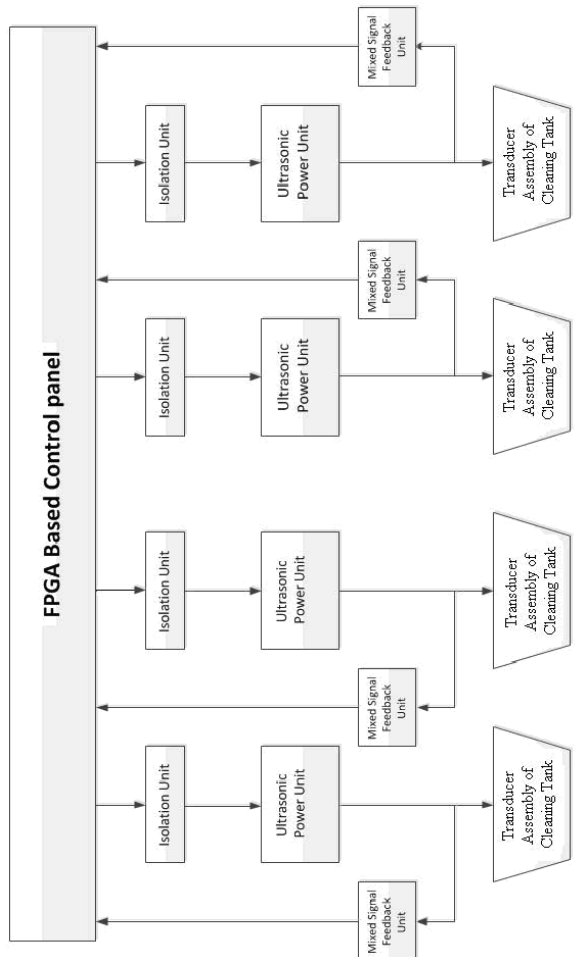 FPGA Based Control panel
Mixed Signal
Feedback
Unit
Isolation Unit
Ultrasonic
Power Unit
Transducer
Assembly of
Cleaning Tank
Mixed Signal
Feedback
Unit
Isolation Unit
Ultrasonic
Power Unit
Transducer
Assembly of
Cleaning Tank
Isolation Unit
Ultrasonic
Power Unit
Transducer
Assembly of
Cleaning Tank
Mixed Signal
Feedback
Unit
Isolation Unit
Ultrasonic
Power Unit
Transducer
Assembly of
Cleaning Tank
Mixed Signal
Feedback
Unit